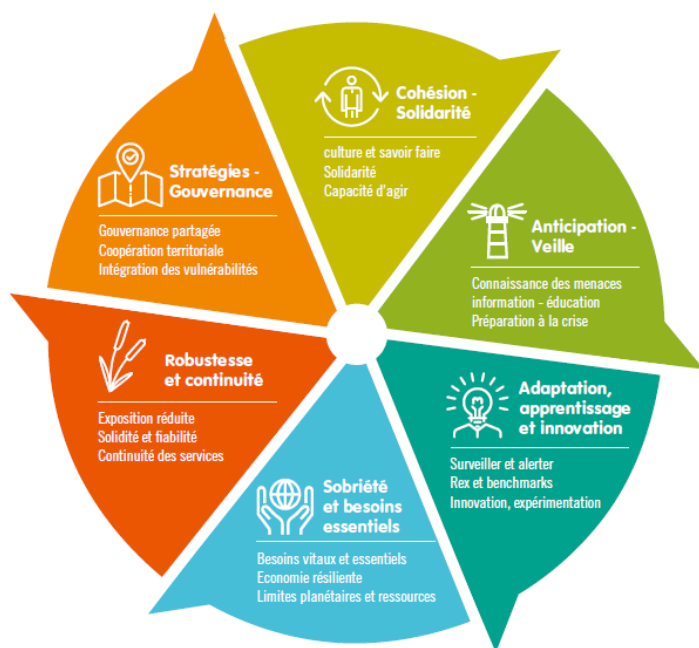 Cohésion -
Solidarité
culture et savoir faire
Solidarité
Capacité d'agir
Anticipation -
Veille
Connaissance des menaces
information - éducation
Préparation à la crise
Adaptation,
apprentissage
et innovation
Surveiller et alerter
Rex et benchmarks
Innovation, expérimentation
Sobriété
et besoins
essentiels
Besoins vitaux et essentiels
Economie résiliente
Limites planétaires et ressources
Robustesse
et continuité
Exposition réduite
Solidité et fiabilité
Continuité des services
Stratégies -
Gouvernance
Gouvernance partagée
Coopération territoriale
Intégration des vulnérabilités